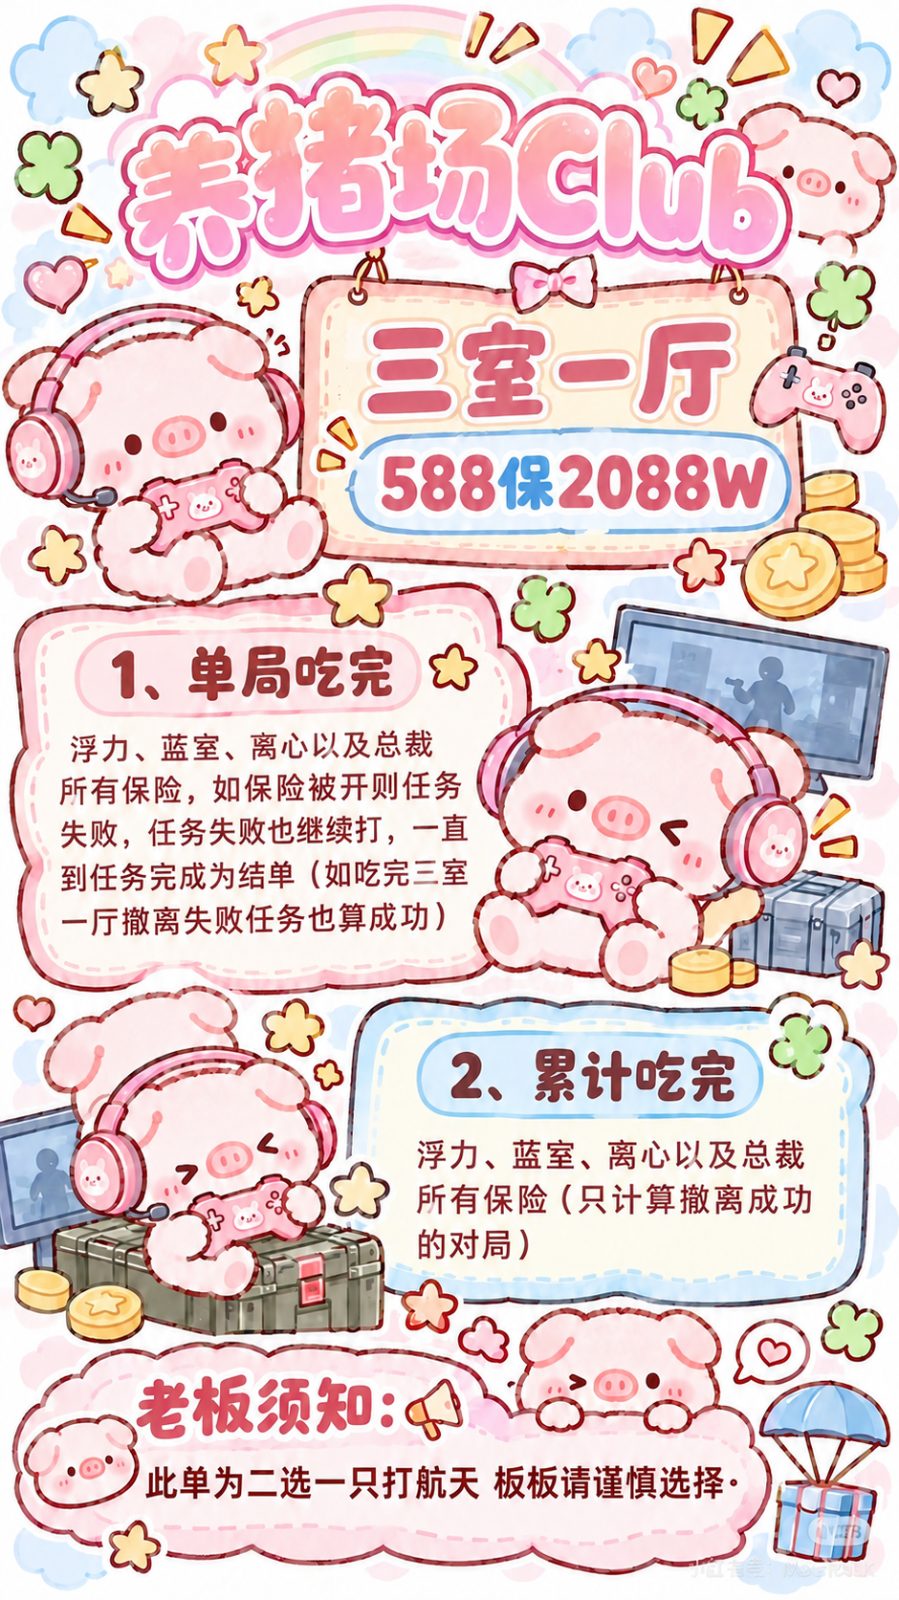 养猪场Club
三室一厅
588保2088W
1、单局吃完
浮力、蓝室、离心以及总裁
所有保险，如保险被开则任务
失败，任务失败也继续打，一直
到任务完成为结单（如吃完三室
一厅撤离失败任务也算成功）
2、累计吃完
浮力、蓝室、离心以及总裁
所有保险（只计算撤离成功
的对局）
老板须知：
此单为二选一只打航天 板板请谨慎选择·